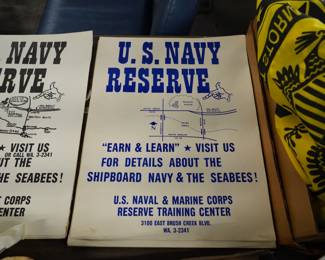 . NAVY
ERVE
★ VISIT US
OR CALL WA. 3-2341
UT THE
& THE SEABEES!
E CORPS
CENTER
U. S. NAVY
RESERVE
"EARN & LEARN" ★ VISIT US
FOR DETAILS ABOUT THE
SHIPBOARD NAVY & THE SEABEES!
U.S. NAVAL & MARINE CORPS
RESERVE TRAINING CENTER
3100 EAST BRUSH CREEK BLVD.
WA. 3-2341